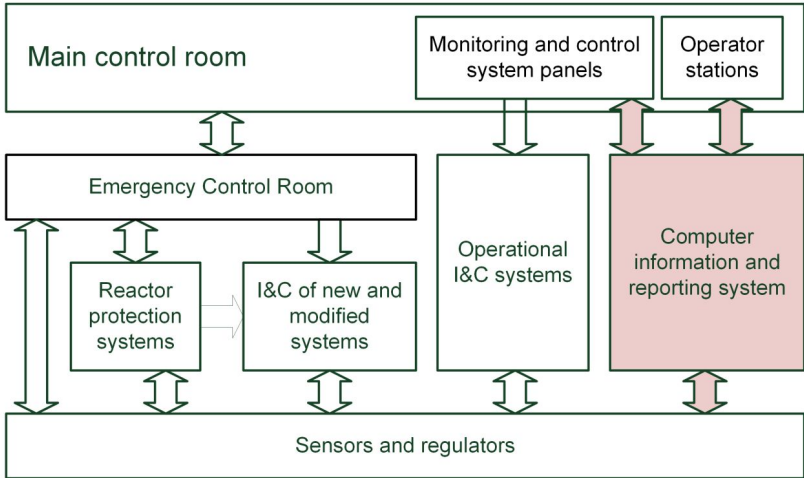 Main control room
Monitoring and control
system panels
Operator
stations
Emergency Control Room
Reactor
protection
systems
I&C of new and
modified
systems
Operational
I&C systems
Computer
information and
reporting system
Sensors and regulators